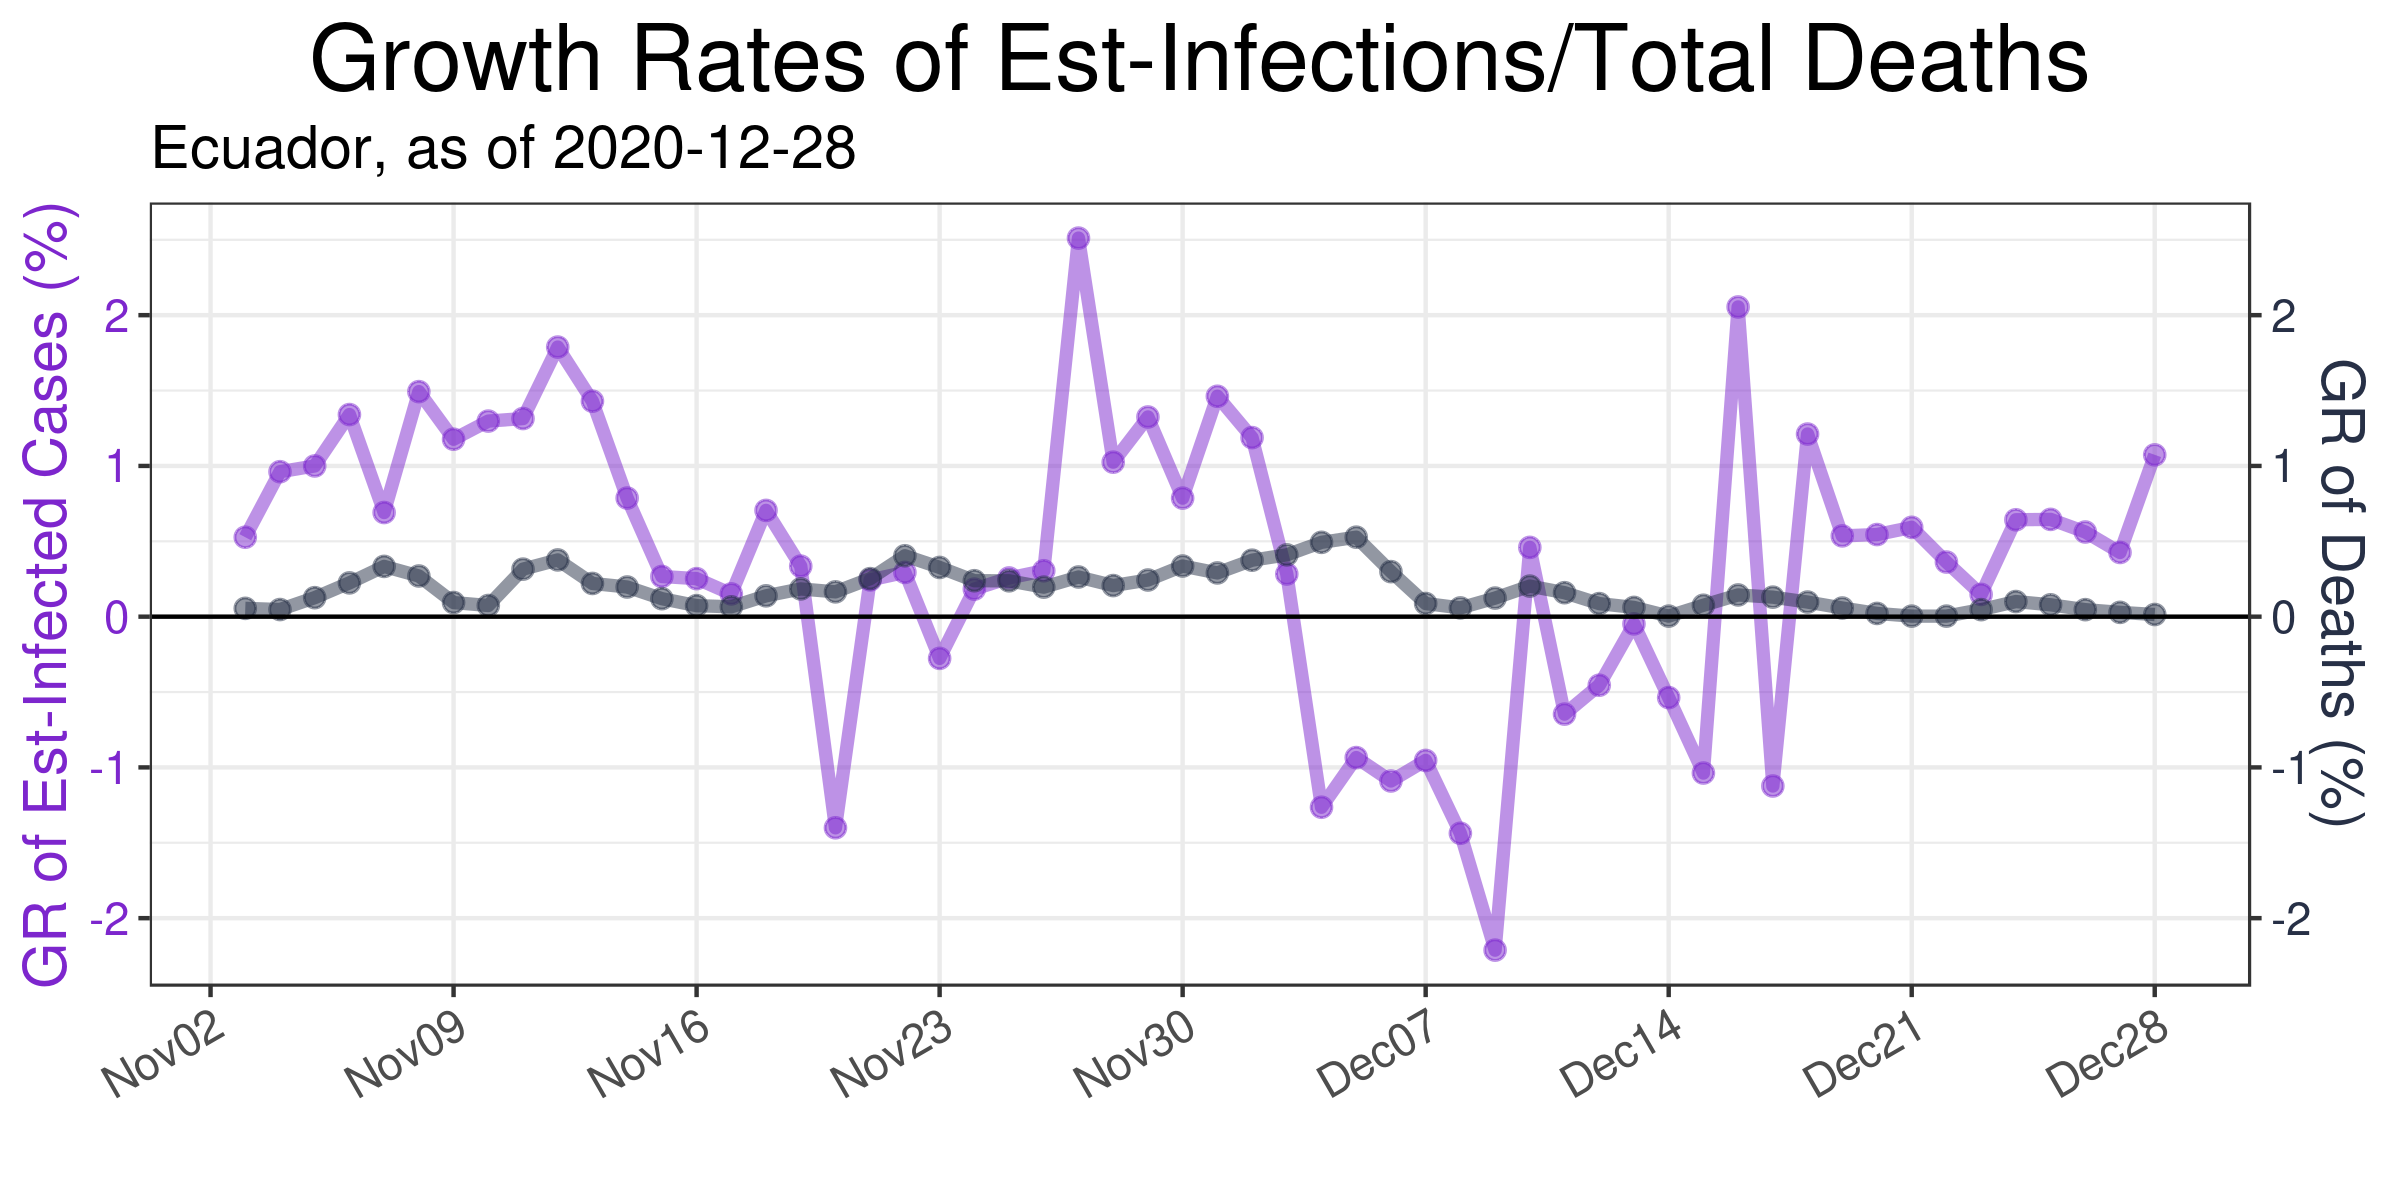 Growth Rates of Est-Infections/Total Deaths
Ecuador, as of 2020-12-28
GR of Est-Infected Cases (%)
2
1
0
-1
-2
2
1
0
-1
-2
GR of Deaths (%)
Nov02
Nov09
Nov16
Nov23
Nov30
Dec07
Dec14
Dec21
Dec28